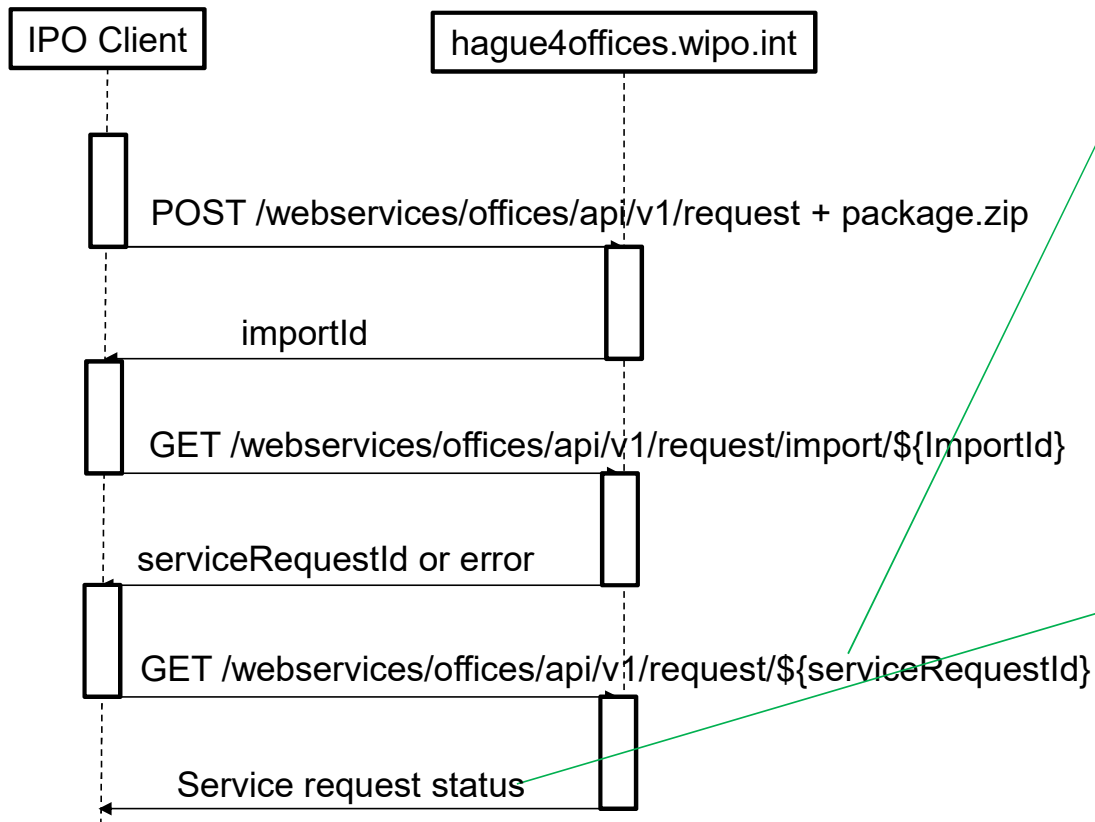 IPO Client
hague4offices.wipo.int
POST /webservices/offices/api/v1/request + package.zip
importId
GET /webservices/offices/api/v1/request/import/${ImportId}
serviceRequestId or error
GET /webservices/offices/api/v1/request/${serviceRequestId}
Service request status